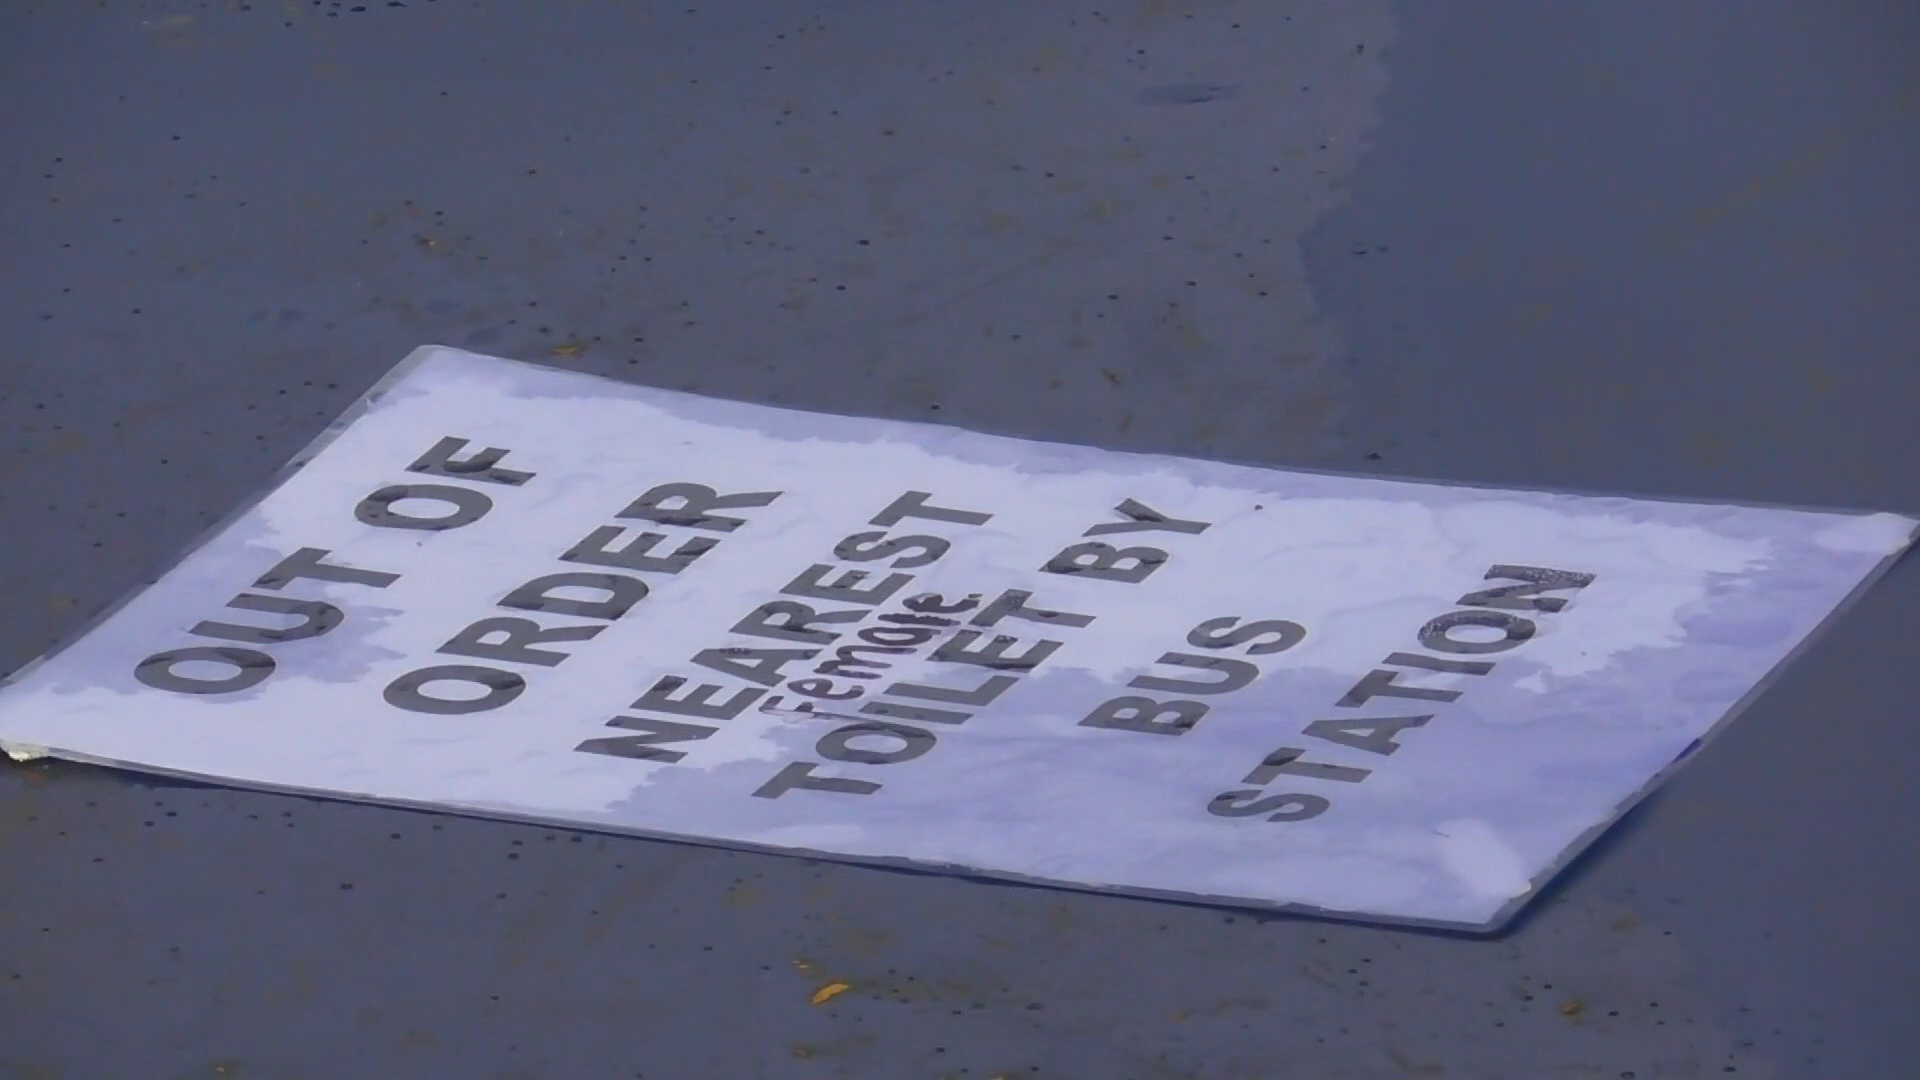 OUT OF
ORDER
NEAREST
Female.
TOILET BY
BUS
STATION